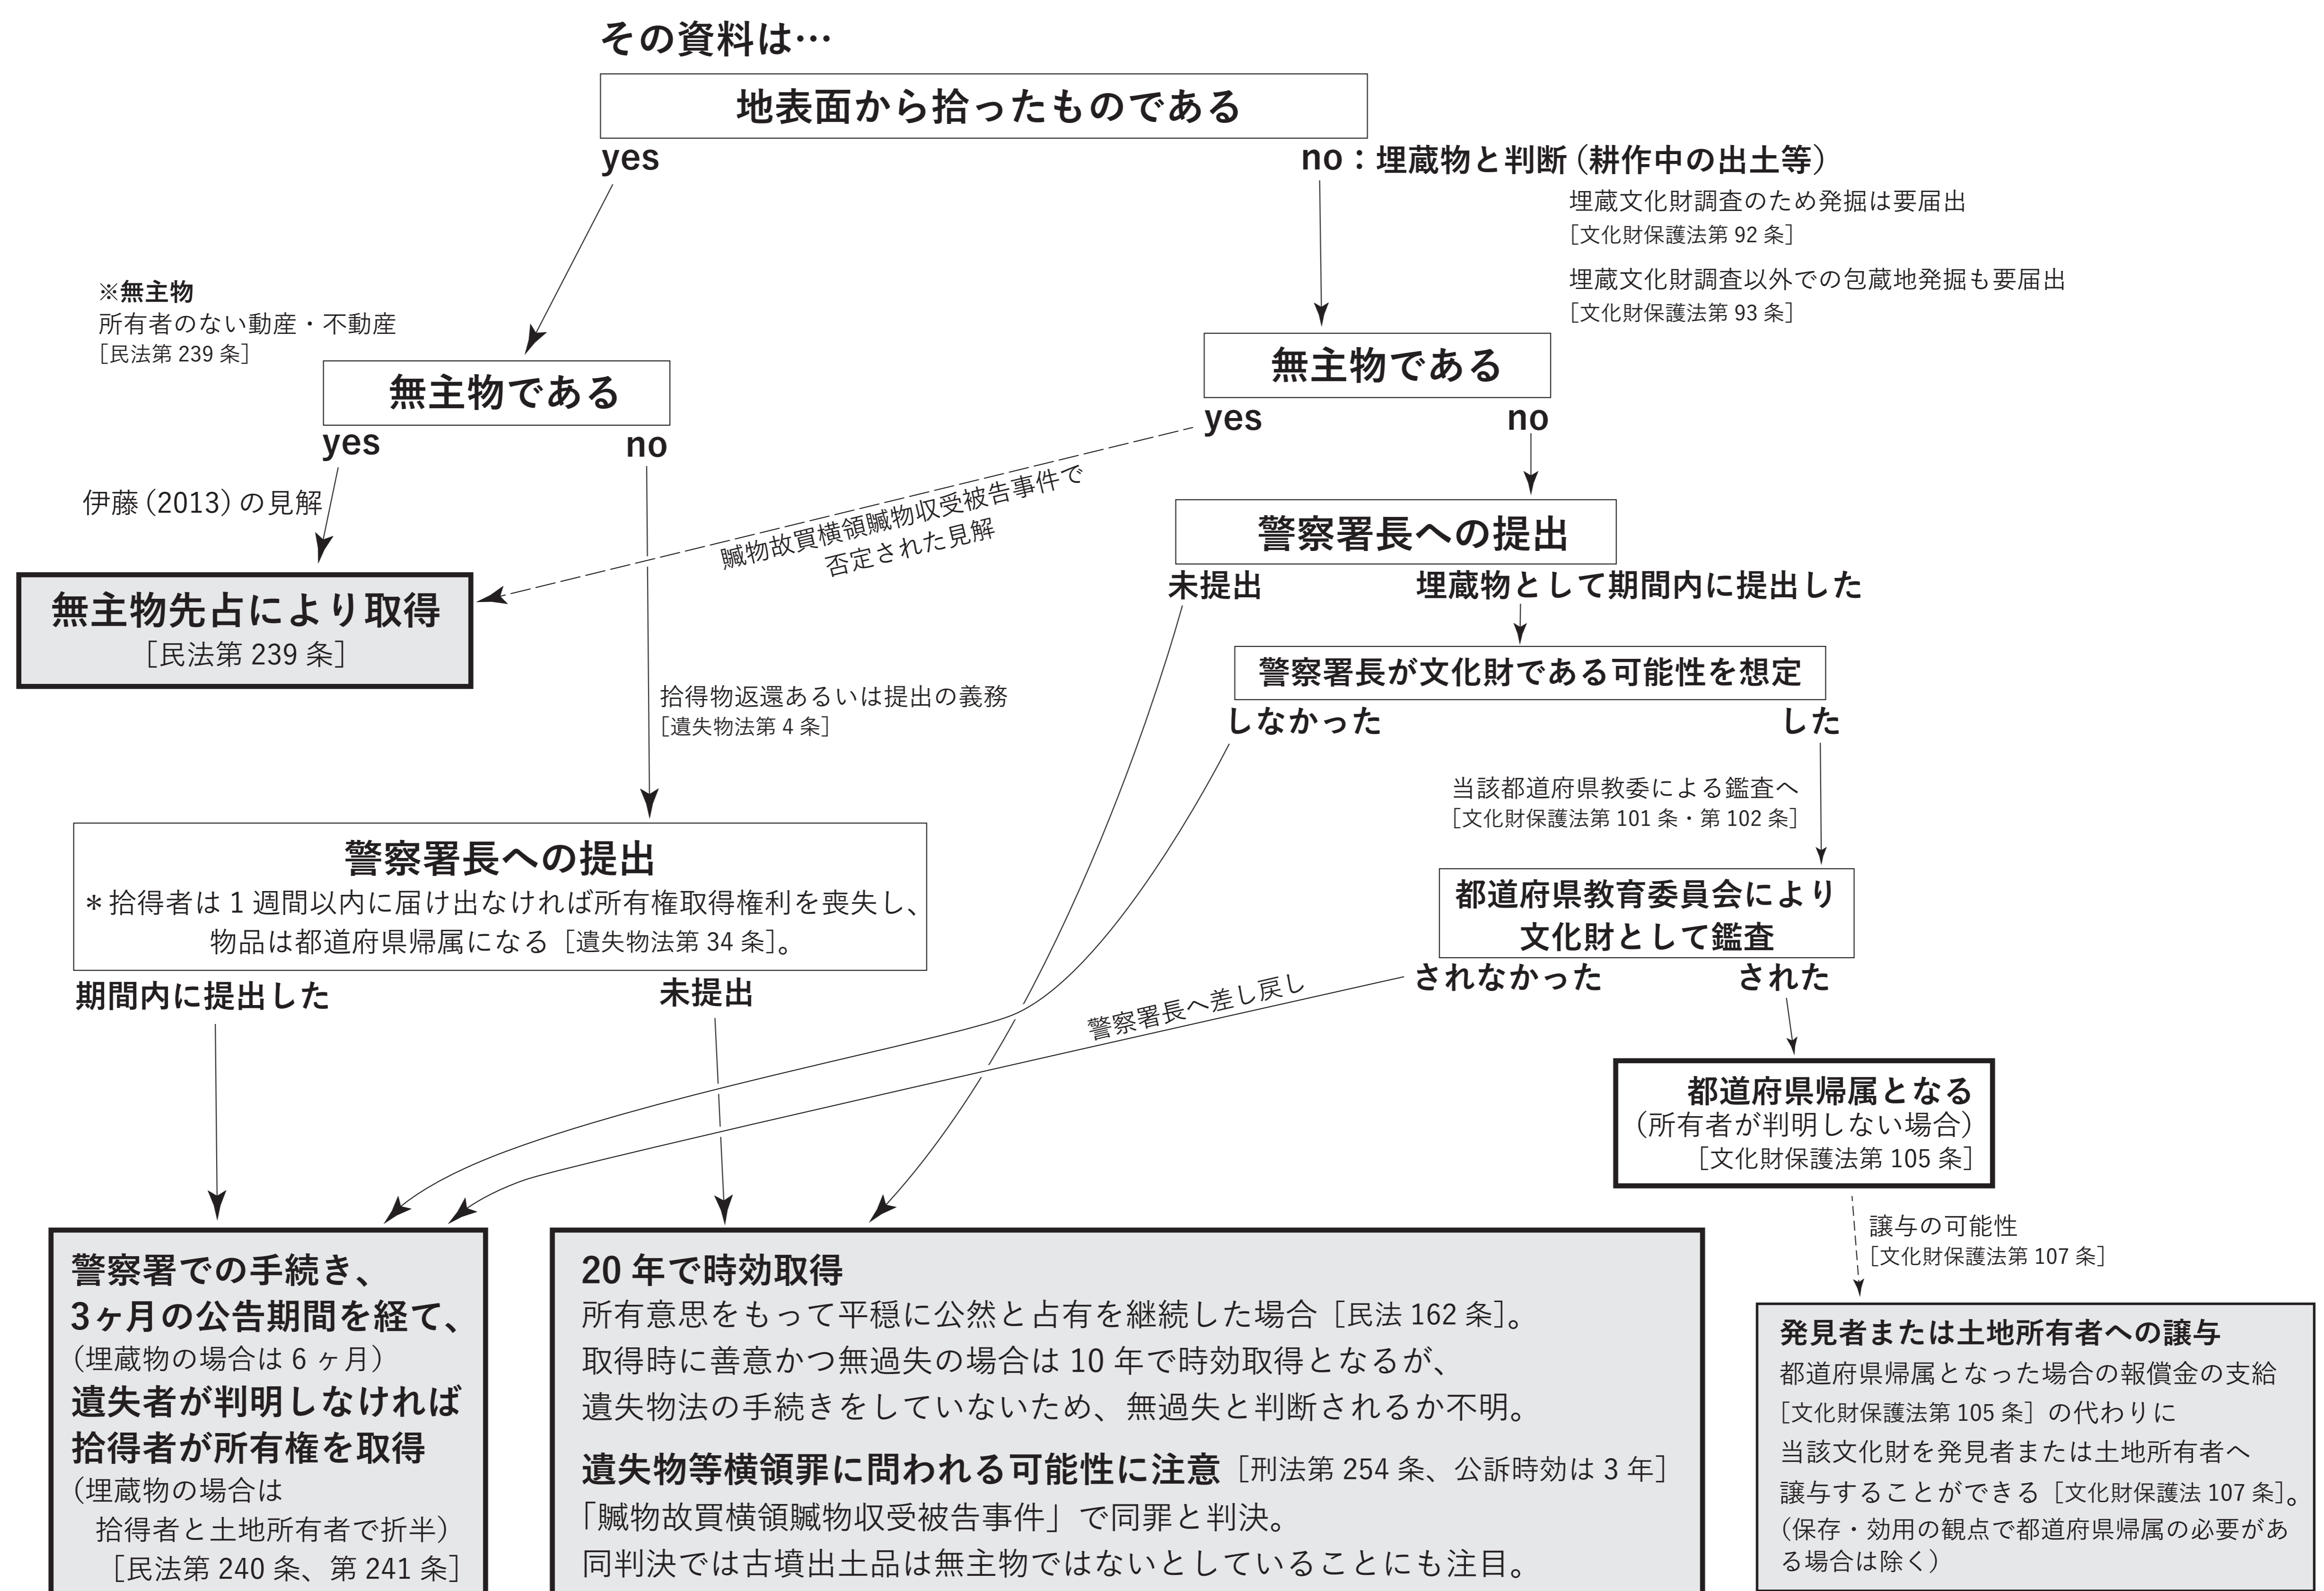 その資料は…
地表面から拾ったものである
yes
no：埋蔵物と判断（耕作中の出土等）
埋蔵文化財調査のため発掘は要届出
［文化財保護法第 92 条］
埋蔵文化財調査以外での包蔵地発掘も要届出
［文化財保護法第 93 条］
※無主物
所有者のない動産・不動産
［民法第 239 条］
無主物である
yes
no
無主物である
yes
no
伊藤（2013）の見解
贓物故買横領贓物収受被告事件で
否定された見解
無主物先占により取得
［民法第 239 条］
警察署長への提出
未提出
埋蔵物として期間内に提出した
警察署長が文化財である可能性を想定
しなかった
した
拾得物返還あるいは提出の義務
［遺失物法第 4 条］
当該都道府県教委による鑑査へ
［文化財保護法第 101 条・第 102 条］
警察署長への提出
＊拾得者は 1 週間以内に届け出なければ所有権取得権利を喪失し、
物品は都道府県帰属になる［遺失物法第 34 条］。
期間内に提出した
未提出
都道府県教育委員会により
文化財として鑑査
されなかった
された
警察署長へ差し戻し
都道府県帰属となる
（所有者が判明しない場合）
［文化財保護法第 105 条］
譲与の可能性
［文化財保護法第 107 条］
警察署での手続き、
3ヶ月の公告期間を経て、
（埋蔵物の場合は 6 ヶ月）
遺失者が判明しなければ
拾得者が所有権を取得
（埋蔵物の場合は
拾得者と土地所有者で折半）
［民法第 240 条、第 241 条］
20 年で時効取得
所有意思をもって平穏に公然と占有を継続した場合［民法 162 条］。
取得時に善意かつ無過失の場合は 10 年で時効取得となるが、
遺失物法の手続きをしていないため、無過失と判断されるか不明。
遺失物等横領罪に問われる可能性に注意［刑法第 254 条、公訴時効は 3 年］
「贓物故買横領贓物収受被告事件」で同罪と判決。
同判決では古墳出土品は無主物ではないとしていることにも注目。
発見者または土地所有者への譲与
都道府県帰属となった場合の報償金の支給
［文化財保護法第 105 条］の代わりに
当該文化財を発見者または土地所有者へ
譲与することができる［文化財保護法 107 条］。
（保存・効用の観点で都道府県帰属の必要があ
る場合は除く）